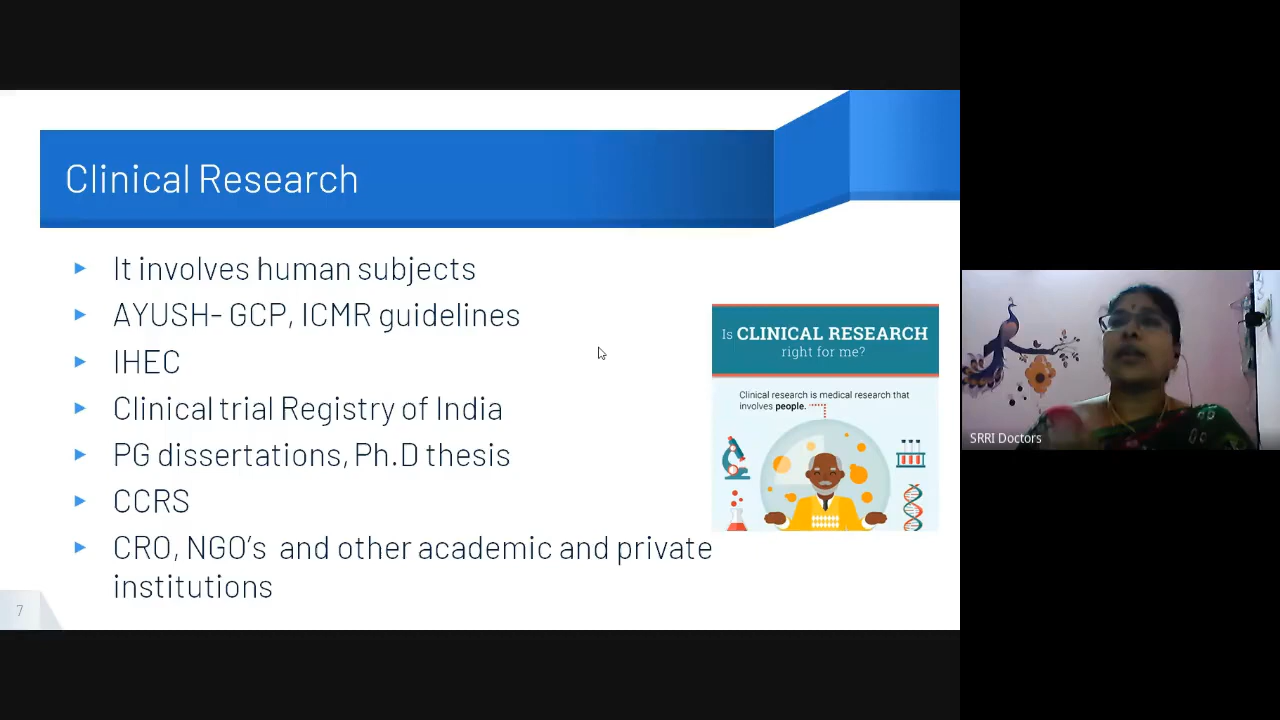 Clinical Research
It involves human subjects
AYUSH- GCP, ICMR guidelines
IHEC
Clinical trial Registry of India
PG dissertations, Ph.D thesis
CCRS
CRO, NGO's and other academic and private
institutions
7
Is CLINICAL RESEARCH
right for me?
Clinical research is medical research that
involves people.
SRRI Doctors